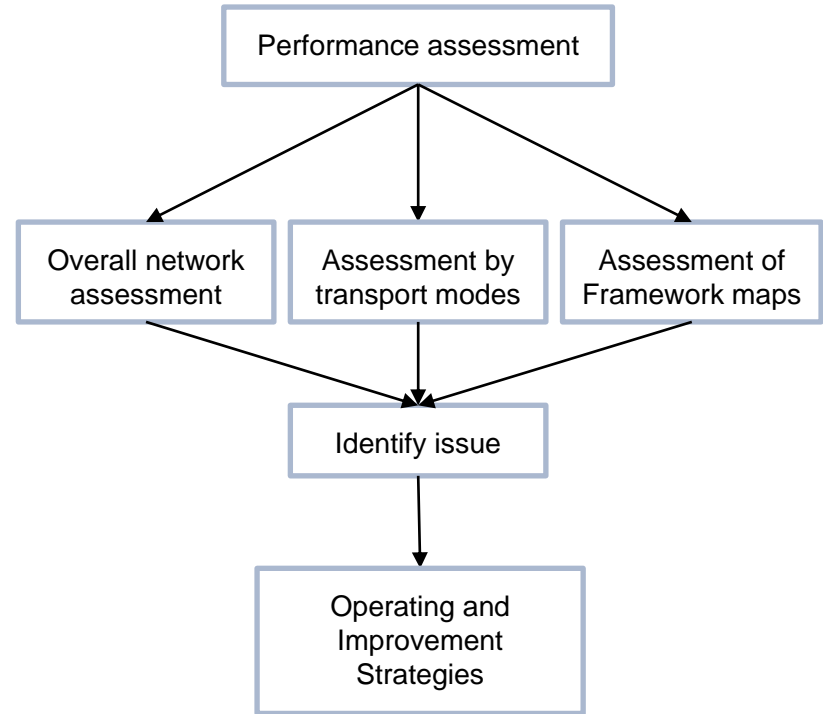 Performance assessment
Overall network
assessment
Assessment by
transport modes
Assessment of
Framework maps
Identify issue
Operating and
Improvement
Strategies